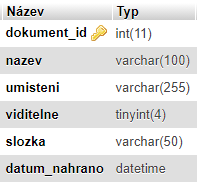 Název Typ
dokument_id int(11)
nazev varchar(100)
umisteni varchar(255)
viditelne tinyint(4)
slozka varchar(50)
datum_nahrano datetime